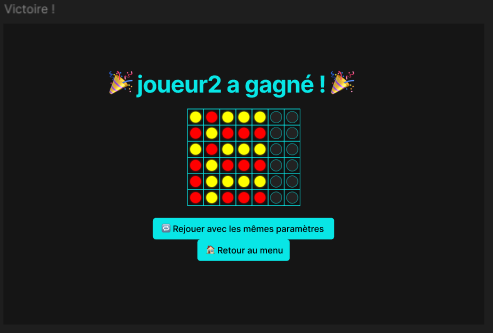 Victoire !
🎉 joueur2 a gagné ! 🎉
Rejouer avec les mêmes paramètres
Retour au menu